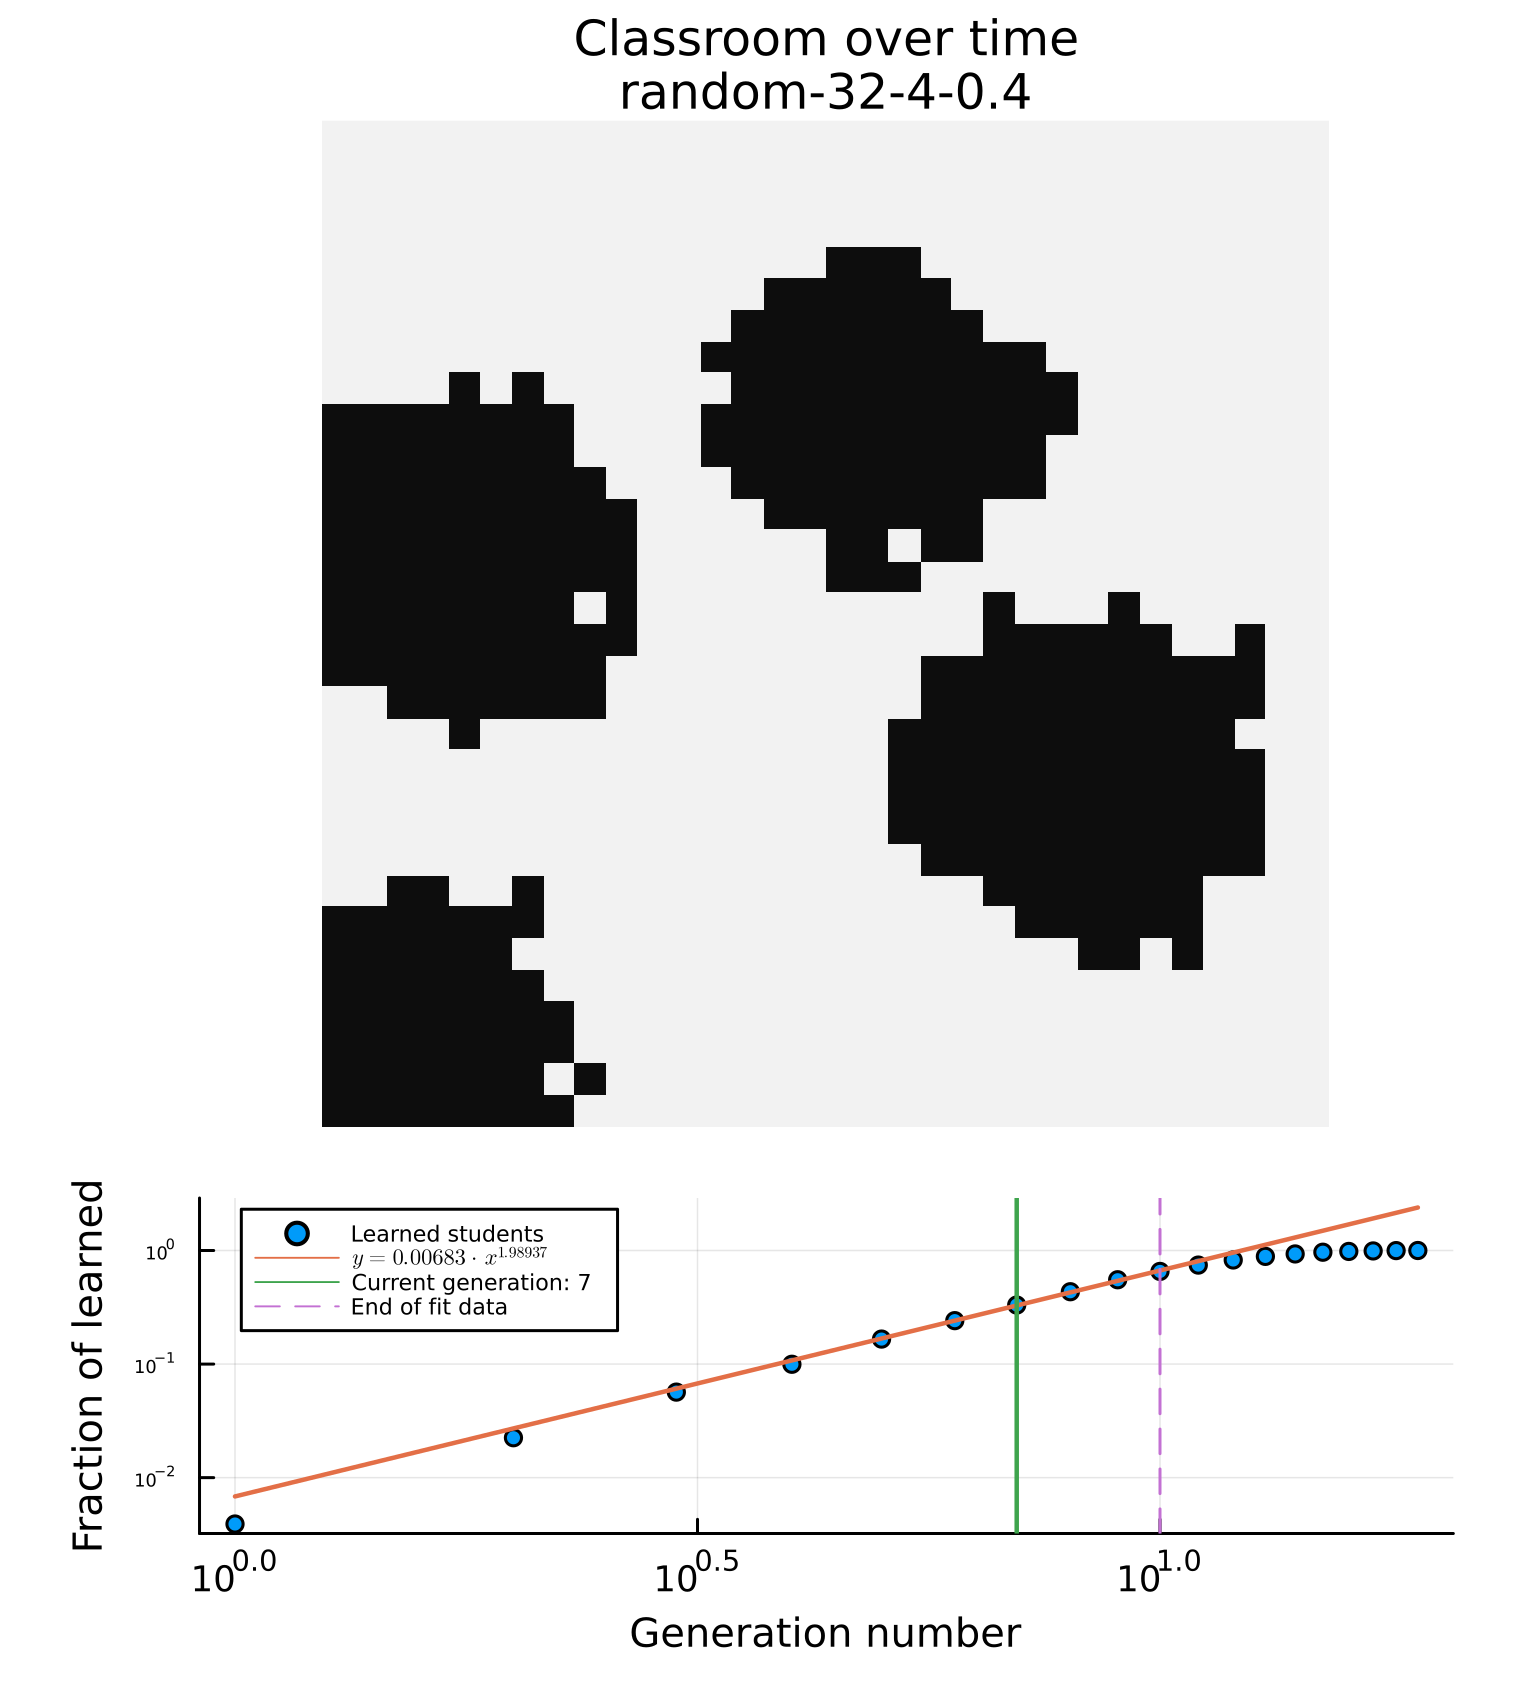 Classroom over time
random-32-4-0.4
Fraction of learned
10^0
10^−1
10^−2
Learned students
y = 0.00683 · x^1.98937
Current generation: 7
End of fit data
10^0.0 10^0.5 10^1.0
Generation number